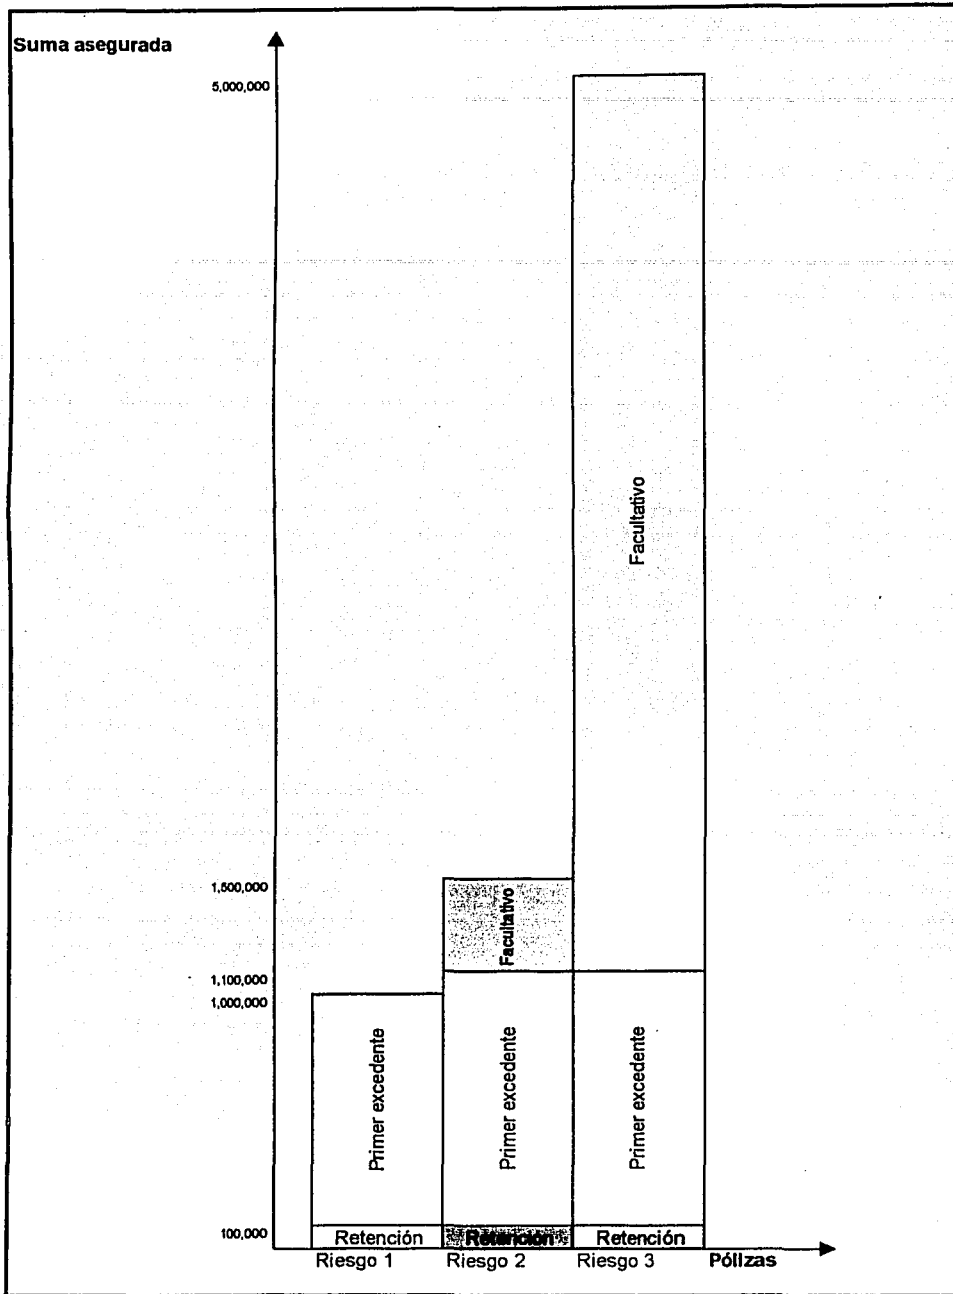 Suma asegurada
5,000,000
Facultativo
1,500,000
Facultativo
1,100,000
1,000,000
Primer excedente
Primer excedente
Primer excedente
100,000
Retención
Retención
Retención
Riesgo 1
Riesgo 2
Riesgo 3
Pólizas